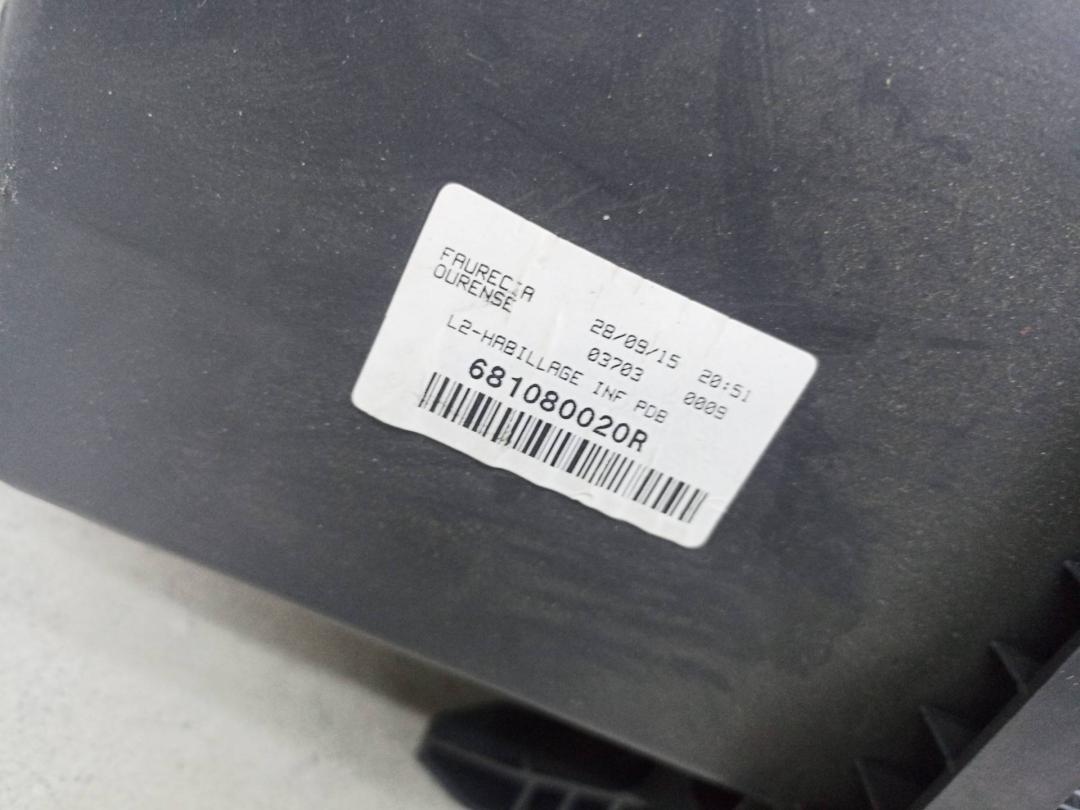 FAURECIA
OURENSE
28/09/15 20:51
03703 0009
L2-HABILLAGE INF PDB
681080020R